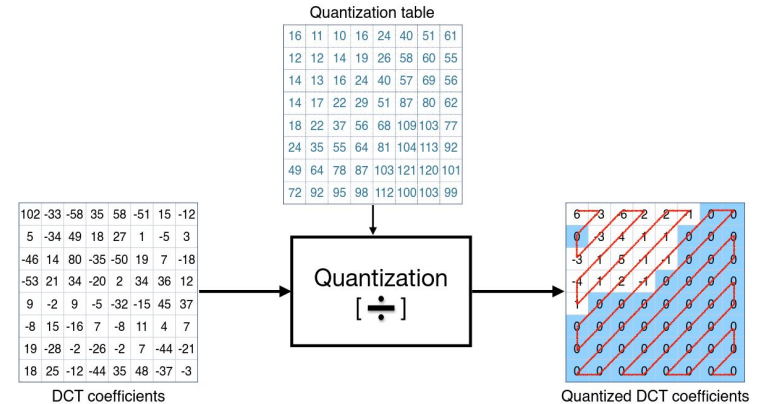 Quantization table
16 11 10 16 24 40 51 61
12 12 14 19 26 58 60 55
14 13 16 24 40 57 69 56
14 17 22 29 51 87 80 62
18 22 37 56 68 109 103 77
24 35 55 64 81 104 113 92
49 64 78 87 103 121 120 101
72 92 95 98 112 100 103 99
102 -33 -58 35 58 -51 15 -12
5 -34 49 18 27 1 -5 3
-46 14 80 -35 -50 19 7 -18
-53 21 34 -20 2 34 36 12
9 -2 9 -5 -32 -15 45 37
-8 15 -16 7 -8 11 4 7
19 -28 -2 -26 -2 7 -44 -21
18 25 -12 -44 35 48 -37 -3
DCT coefficients
Quantization
[÷]
6 -3 -6 2 2 -1 0 0
0 -3 4 1 1 0 0 0
-3 1 5 -1 -1 0 0 0
-4 1 2 -1 0 0 0 0
1 0 0 0 0 0 0 0
0 0 0 0 0 0 0 0
0 0 0 0 0 0 0 0
0 0 0 0 0 0 0 0
Quantized DCT coefficients